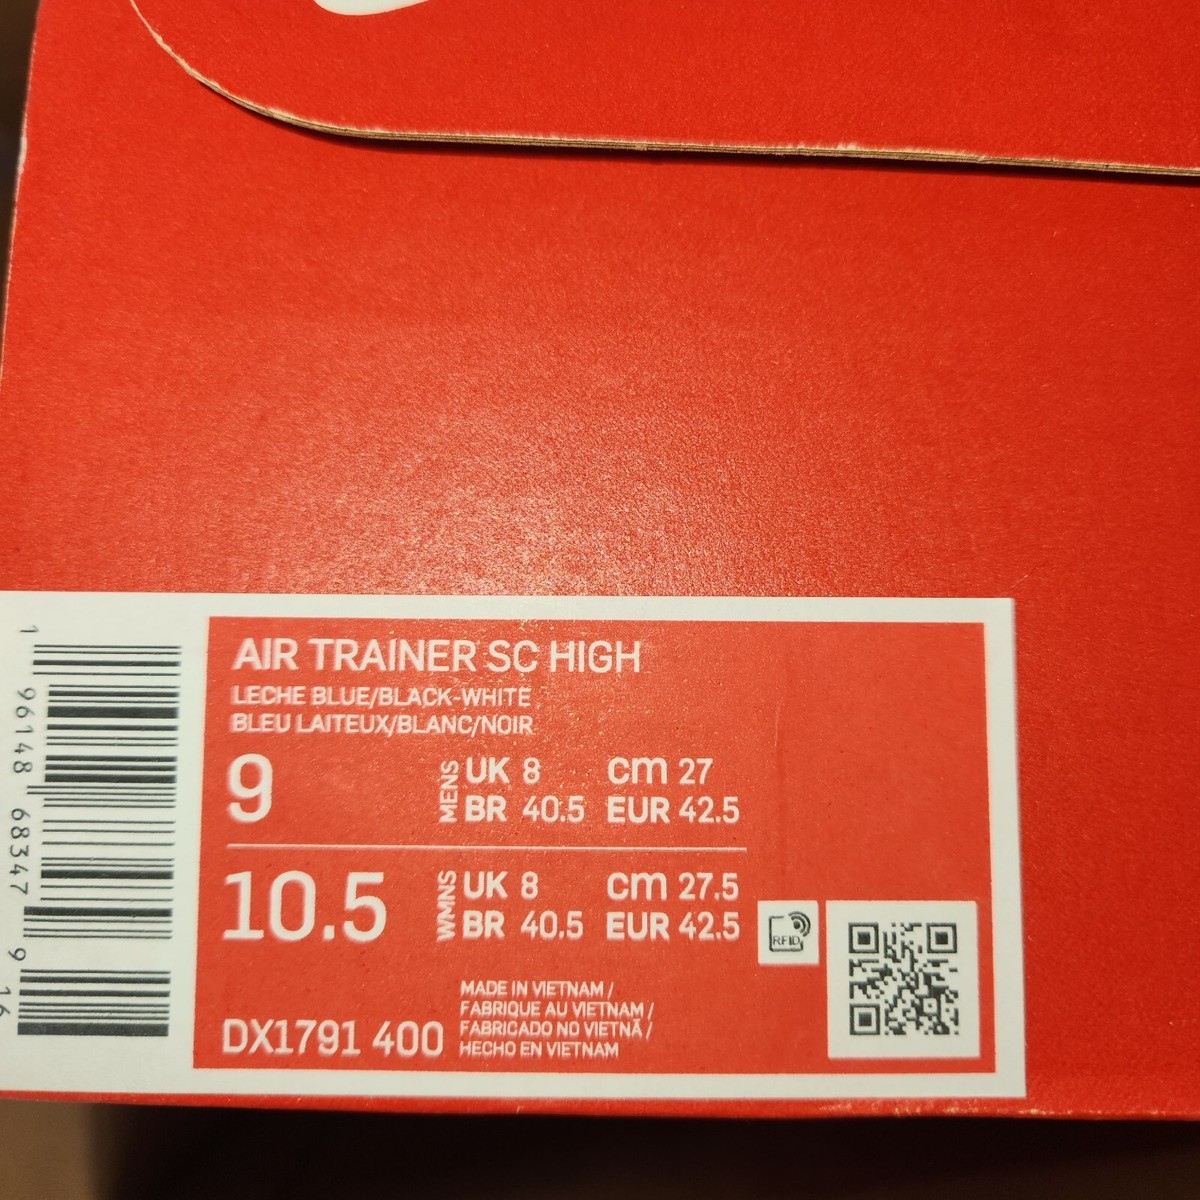 AIR TRAINER SC HIGH
LECHE BLUE/BLACK-WHITE
BLEU LAITEUX/BLANC/NOIR
9
MENS
UK 8 cm 27
BR 40.5 EUR 42.5
10.5
WMNS
UK 8 cm 27.5
BR 40.5 EUR 42.5
DX1791 400
MADE IN VIETNAM /
FABRIQUE AU VIETNAM /
FABRICADO NO VIETNÃ /
HECHO EN VIETNAM
RFID
1 96148 68347 9 16